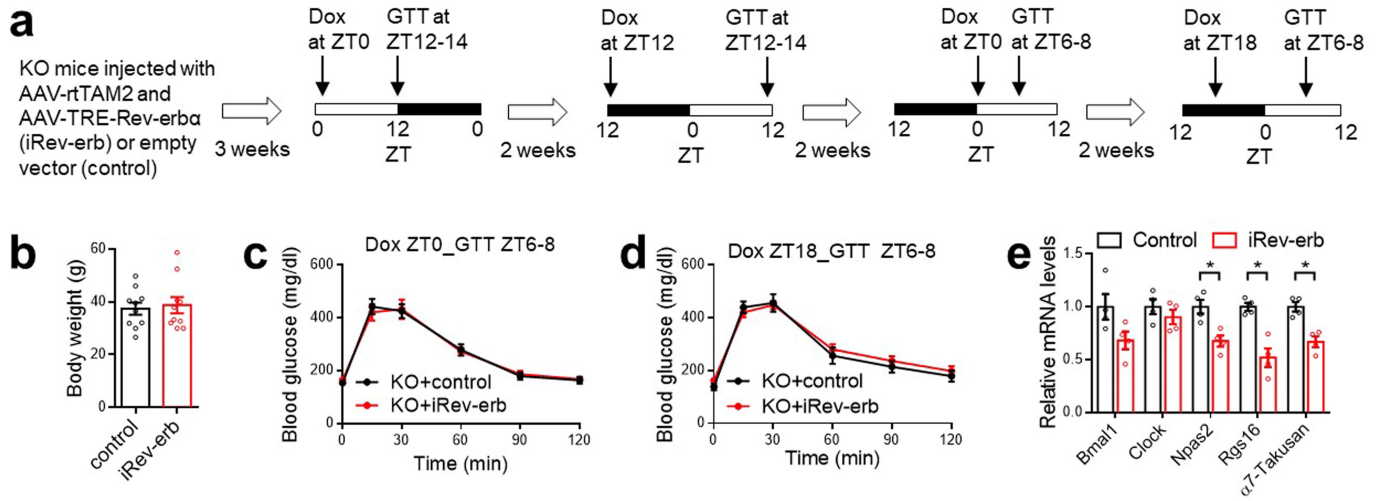 a
KO mice injected with
AAV-rtTAM2 and
AAV-TRE-Rev-erbα
(iRev-erb) or empty
vector (control)
3 weeks
Dox
at ZT0
GTT at
ZT12-14
0
12
0
ZT
2 weeks
Dox
at ZT12
GTT at
ZT12-14
12
0
12
ZT
2 weeks
Dox
at ZT0
GTT
at ZT6-8
12
0
12
ZT
2 weeks
Dox
at ZT18
GTT
at ZT6-8
12
0
12
ZT
b
Body weight (g)
60
40
20
0
control
iRev-erb
c
Dox ZT0_GTT ZT6-8
Blood glucose (mg/dl)
600
400
200
0
KO+control
KO+iRev-erb
0
30
60
90
120
Time (min)
d
Dox ZT18_GTT ZT6-8
Blood glucose (mg/dl)
600
400
200
0
KO+control
KO+iRev-erb
0
30
60
90
120
Time (min)
e
Control
iRev-erb
Relative mRNA levels
1.5
1.0
0.5
0.0
*
*
*
Bmal1
Clock
Npas2
Rgs16
α7-Takusan